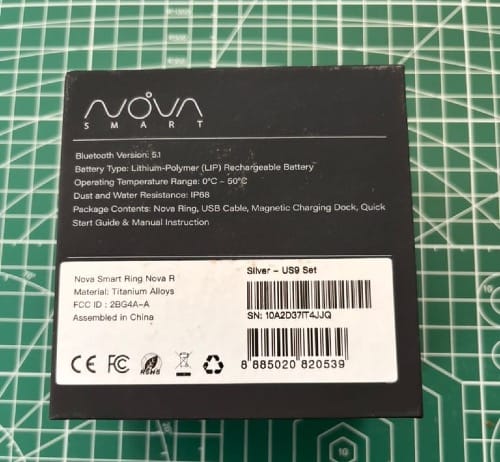 NOVA
SMART
Bluetooth Version: 5.1
Battery Type: Lithium-Polymer (LIP) Rechargeable Battery
Operating Temperature Range: 0°C ~ 50°C
Dust and Water Resistance: IP68
Package Contents: Nova Ring, USB Cable, Magnetic Charging Dock, Quick
Start Guide & Manual Instruction
Nova Smart Ring Nova R
Material: Titanium Alloys
FCC ID : 2BG4A-A
Assembled in China
CE FC RoHS
Silver - US9 Set
SN: 10A2D37IT4JJQ
8 885020 820539